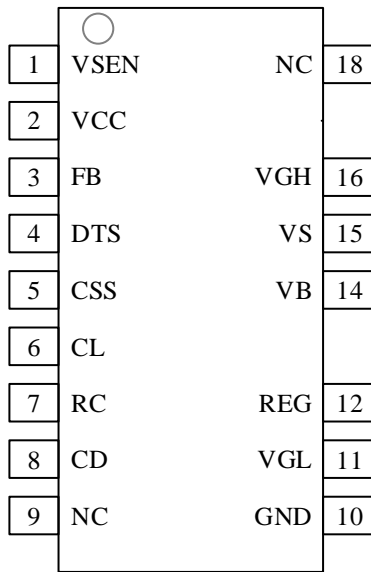 1 VSEN NC 18
2 VCC
3 FB VGH 16
4 DTS VS 15
5 CSS VB 14
6 CL
7 RC REG 12
8 CD VGL 11
9 NC GND 10